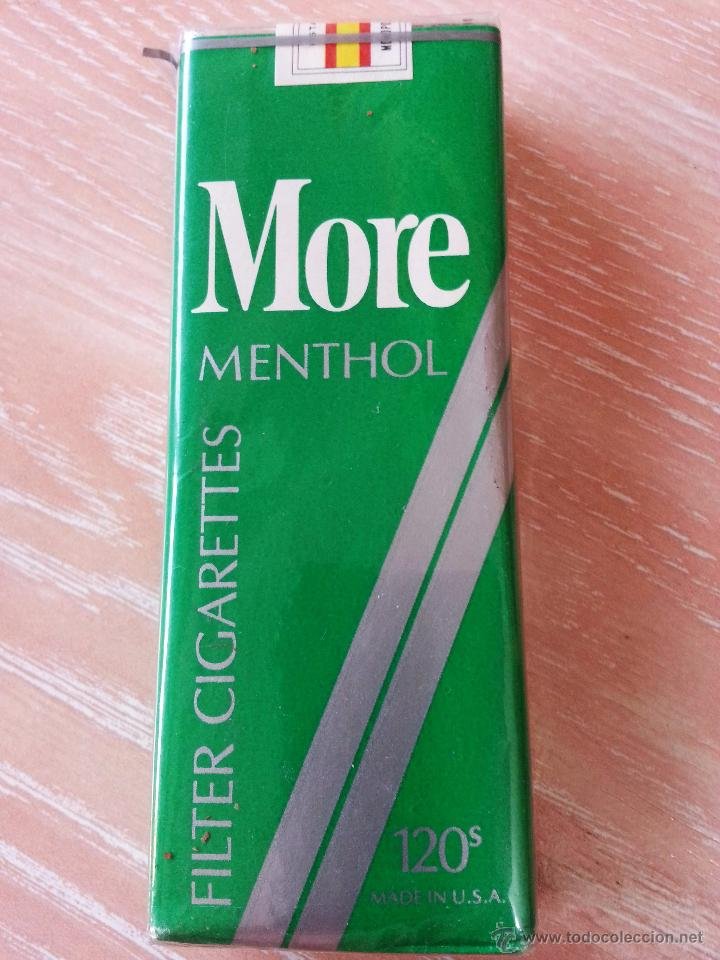 More
MENTHOL
FILTER CIGARETTES
120s
MADE IN U.S.A.
© www.todocoleccion.net